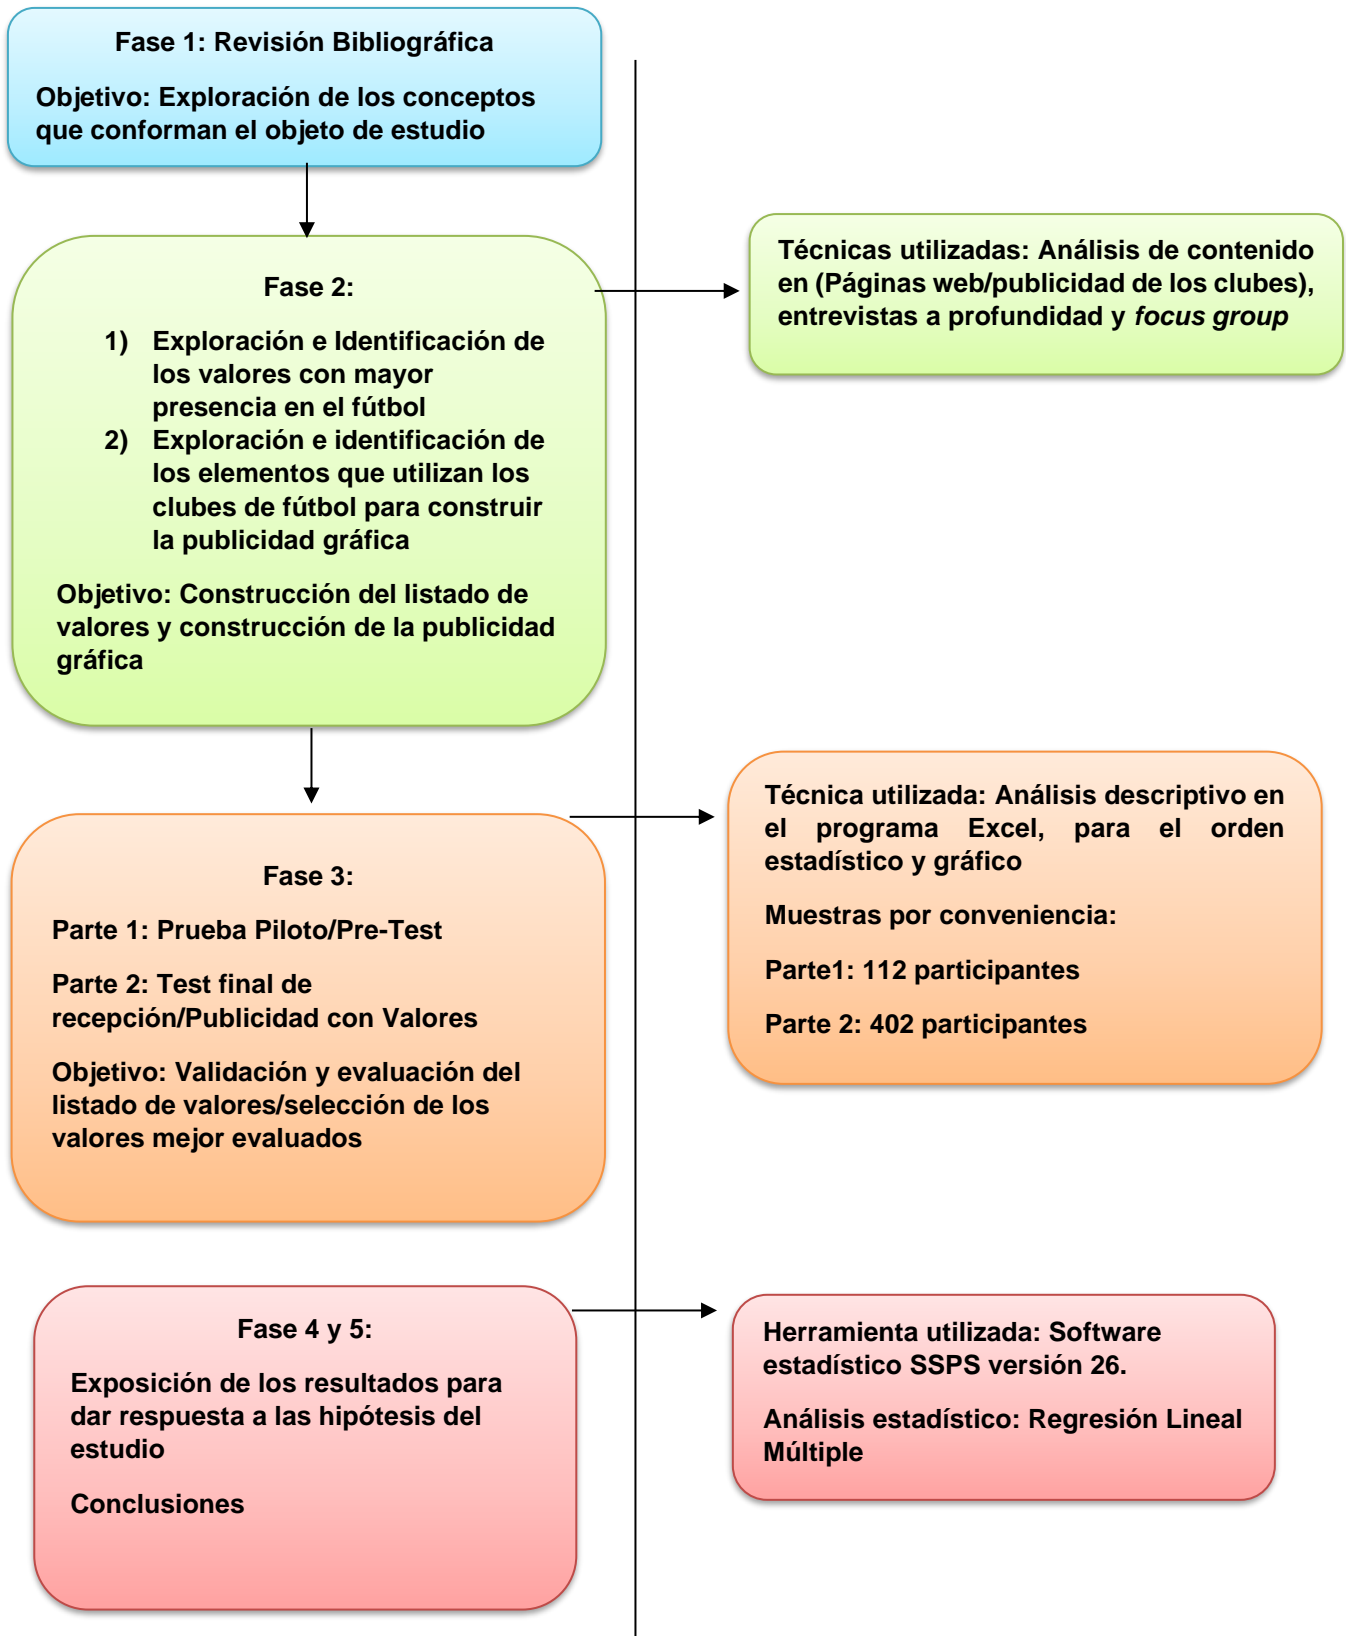 Fase 1: Revisión Bibliográfica
Objetivo: Exploración de los conceptos
que conforman el objeto de estudio
Fase 2:
1) Exploración e Identificación de
los valores con mayor
presencia en el fútbol
2) Exploración e identificación de
los elementos que utilizan los
clubes de fútbol para construir
la publicidad gráfica
Objetivo: Construcción del listado de
valores y construcción de la publicidad
gráfica
Técnicas utilizadas: Análisis de contenido
en (Páginas web/publicidad de los clubes),
entrevistas a profundidad y focus group
Fase 3:
Parte 1: Prueba Piloto/Pre-Test
Parte 2: Test final de
recepción/Publicidad con Valores
Objetivo: Validación y evaluación del
listado de valores/selección de los
valores mejor evaluados
Técnica utilizada: Análisis descriptivo en
el programa Excel, para el orden
estadístico y gráfico
Muestras por conveniencia:
Parte1: 112 participantes
Parte 2: 402 participantes
Fase 4 y 5:
Exposición de los resultados para
dar respuesta a las hipótesis del
estudio
Conclusiones
Herramienta utilizada: Software
estadístico SSPS versión 26.
Análisis estadístico: Regresión Lineal
Múltiple